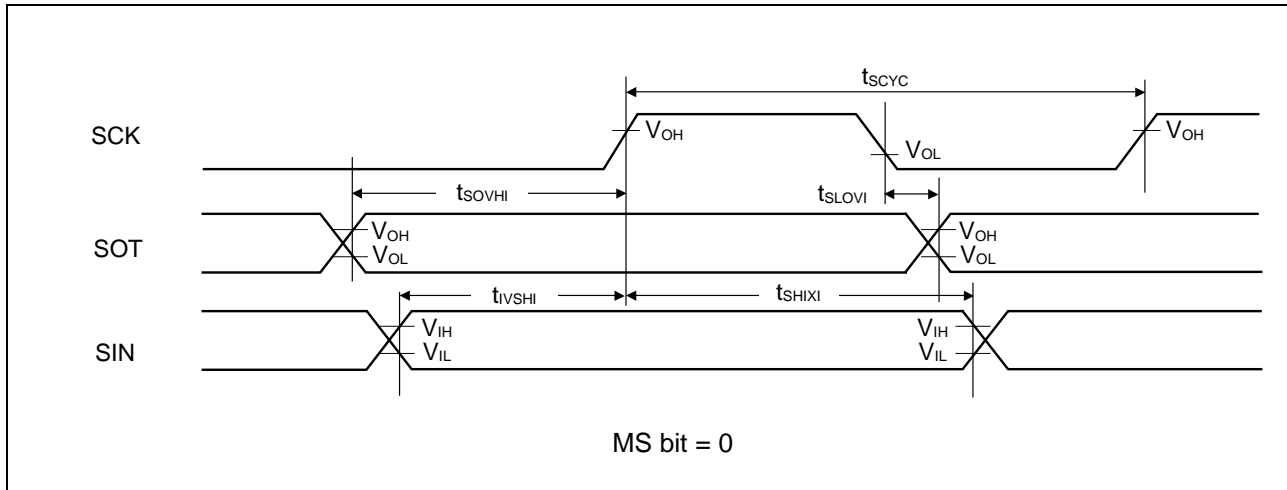 tSCYC
SCK
VOH
VOL
VOH
tSOVHI
tSLOVI
SOT
VOH
VOL
VOH
VOL
tIVSHI
tSHIXI
SIN
VIH
VIL
VIH
VIL
MS bit = 0